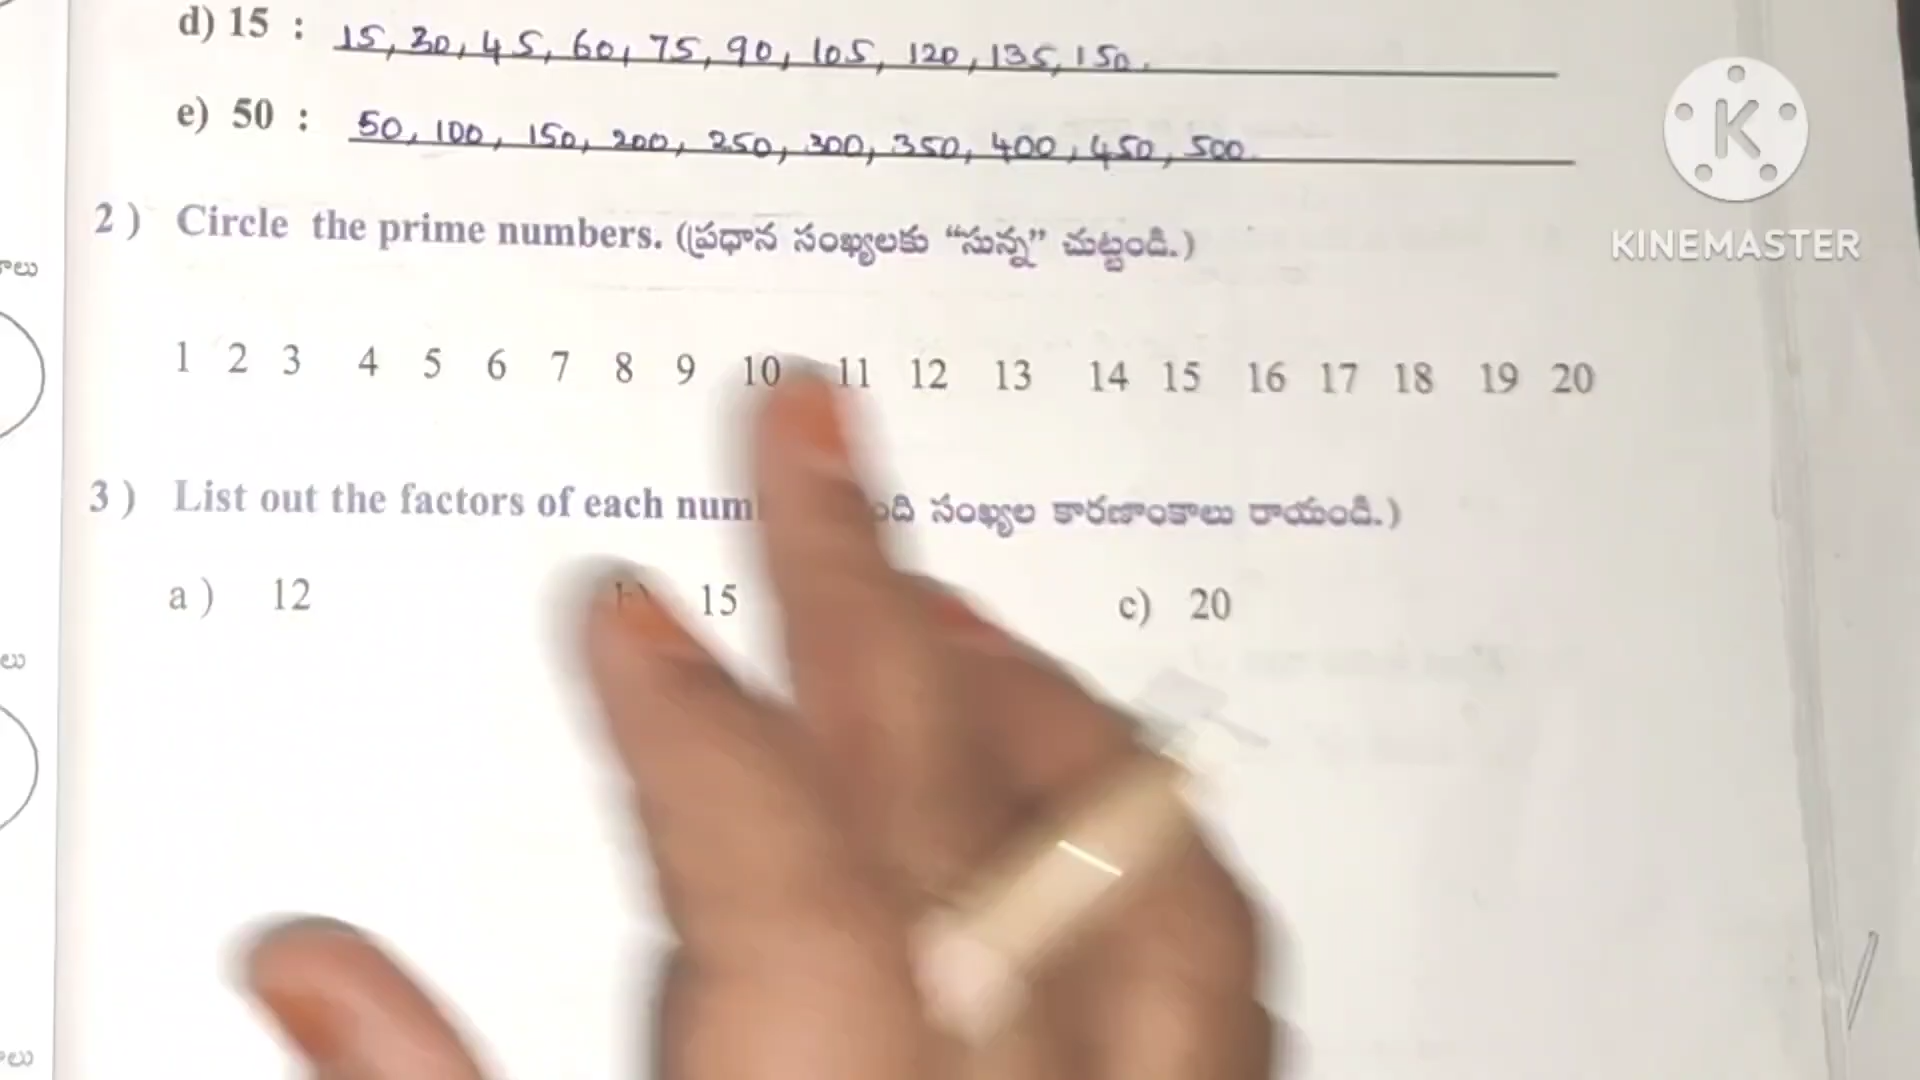 d) 15 : 15, 30, 45, 60, 75, 90, 105, 120, 135, 150.
e) 50 : 50, 100, 150, 200, 250, 300, 350, 400, 450, 500.
KINEMASTER
2 ) Circle the prime numbers. (ప్రధాన సంఖ్యలకు “సున్న” చుట్టండి.)
1 2 3 4 5 6 7 8 9 10 11 12 13 14 15 16 17 18 19 20
3 ) List out the factors of each సంఖ్యల కారణాంకాలు రాయండి.)
a ) 12 b) 15 c) 20